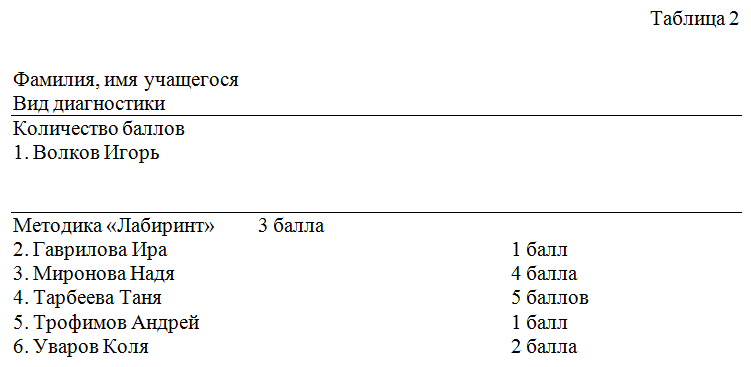 Таблица 2
Фамилия, имя учащегося
Вид диагностики
Количество баллов
1. Волков Игорь
Методика «Лабиринт» 3 балла
2. Гаврилова Ира 1 балл
3. Миронова Надя 4 балла
4. Тарбеева Таня 5 баллов
5. Трофимов Андрей 1 балл
6. Уваров Коля 2 балла